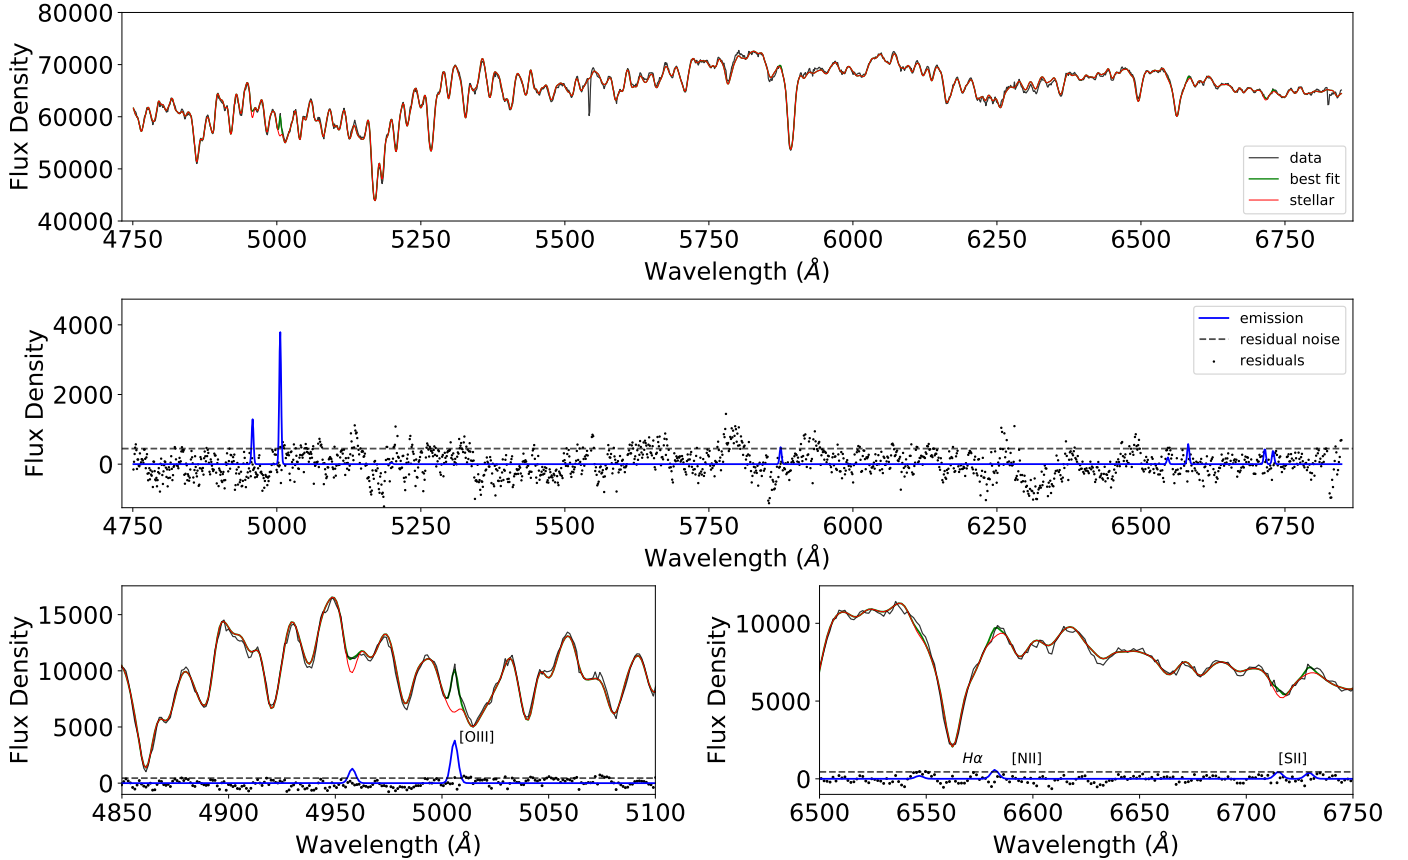 80000
70000
60000
50000
40000
Flux Density
data
best fit
stellar
4750 5000 5250 5500 5750 6000 6250 6500 6750
Wavelength (Å)
4000
2000
0
Flux Density
emission
residual noise
residuals
4750 5000 5250 5500 5750 6000 6250 6500 6750
Wavelength (Å)
15000
10000
5000
0
Flux Density
[OIII]
4850 4900 4950 5000 5050 5100
Wavelength (Å)
10000
5000
0
Flux Density
Hα [NII] [SII]
6500 6550 6600 6650 6700 6750
Wavelength (Å)